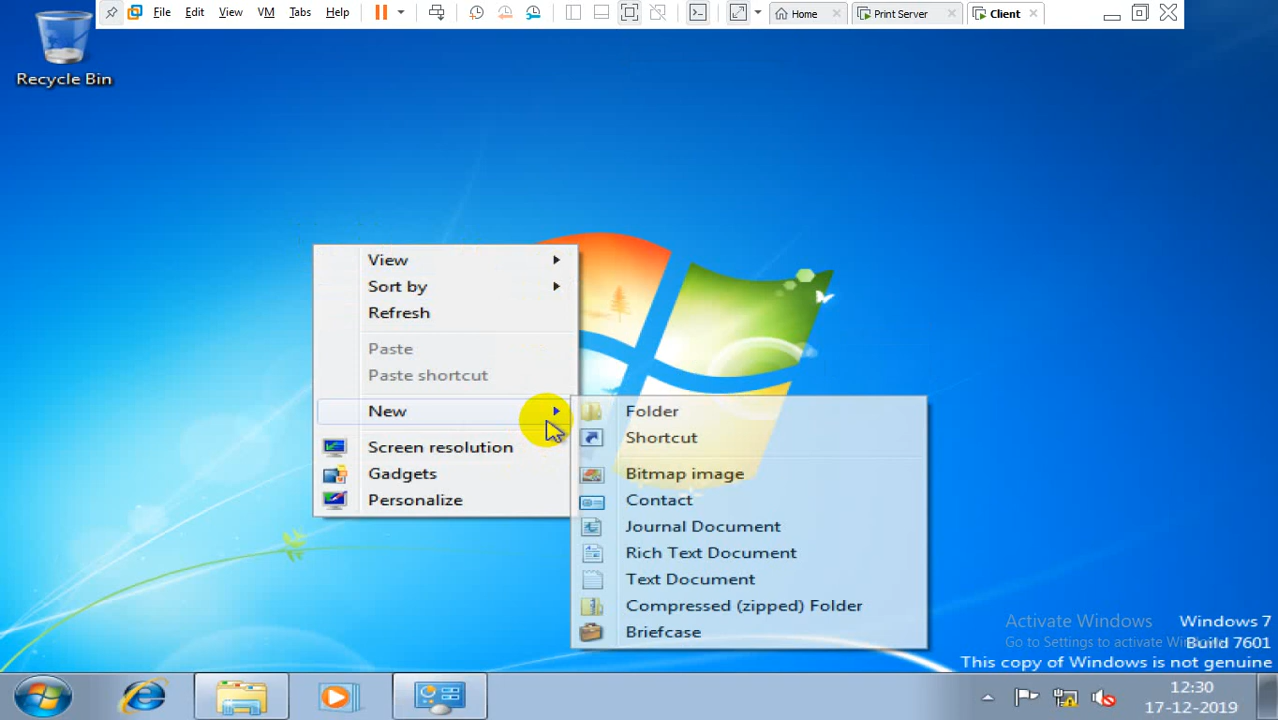 File Edit View VM Tabs Help Home Print Server Client
Recycle Bin
View
Sort by
Refresh
Paste
Paste shortcut
New
Screen resolution
Gadgets
Personalize
Folder
Shortcut
Bitmap image
Contact
Journal Document
Rich Text Document
Text Document
Compressed (zipped) Folder
Briefcase
Activate Windows
Go to Settings to activate
Windows 7
Build 7601
This copy of Windows is not genuine
12:30
17-12-2019